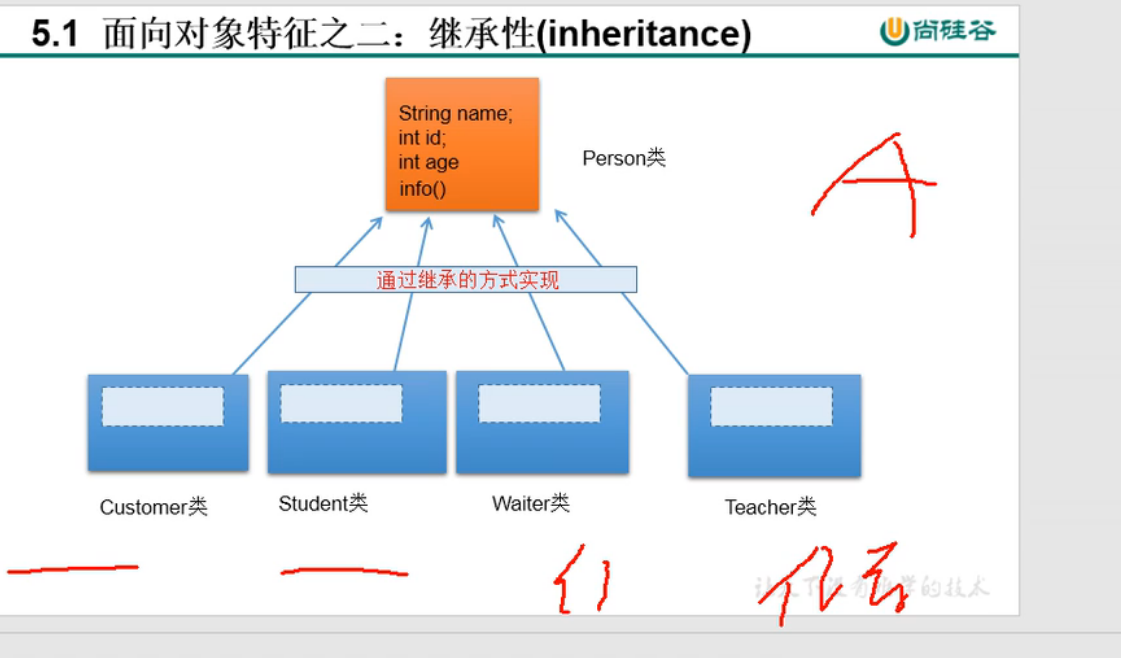 5.1 面向对象特征之二：继承性(inheritance)
尚硅谷
String name;
int id;
int age
info()
Person类
A
通过继承的方式实现
Customer类
Student类
Waiter类
Teacher类
{}
让天下没有难学的技术